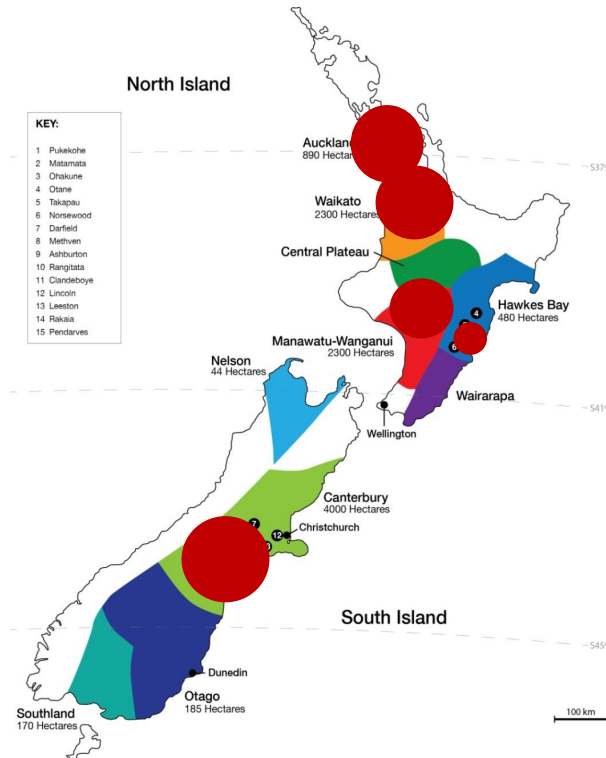 North Island
KEY:
1 Pukekohe
2 Matamata
3 Ohakune
4 Otane
5 Takapau
6 Norsewood
7 Darfield
8 Methven
9 Ashburton
10 Rangitata
11 Clandeboye
12 Lincoln
13 Leeston
14 Rakaia
15 Pendarves
890
S37°
Waikato
2300 Hectares
Central Plateau
4
Hawkes Bay
480 Hectares
6
Manawatu-Wanganui
2300 Hectares
Nelson
44 Hectares
Wairarapa
S41°
Wellington
Canterbury
4000 Hectares
7
12
Christchurch
South Island
S45°
Dunedin
Otago
185 Hectares
Southland
170 Hectares
100 km